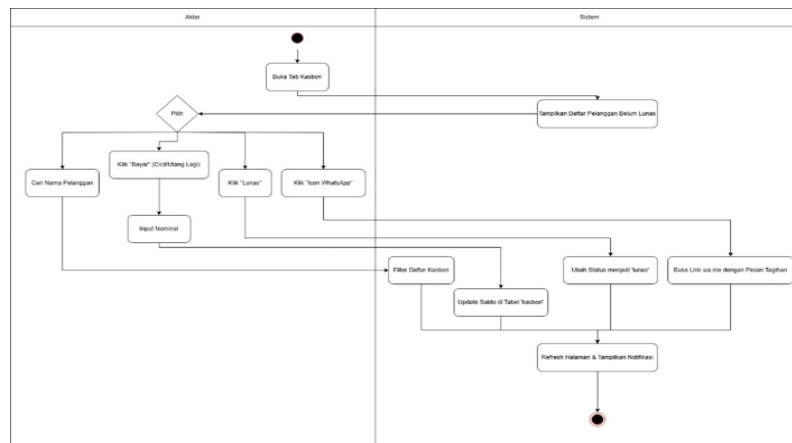 Aktor
Sistem
Buka Tab Kasbon
Pilih
Tampilkan Daftar Pelanggan Belum Lunas
Cari Nama Pelanggan
Klik "Bayar" (Cicil/Utang Lagi)
Klik "Lunas"
Klik "Icon WhatsApp"
Input Nominal
Filter Daftar Kasbon
Update Saldo di Tabel 'kasbon'
Ubah Status menjadi 'lunas'
Buka Link wa.me dengan Pesan Tagihan
Refresh Halaman & Tampilkan Notifikasi